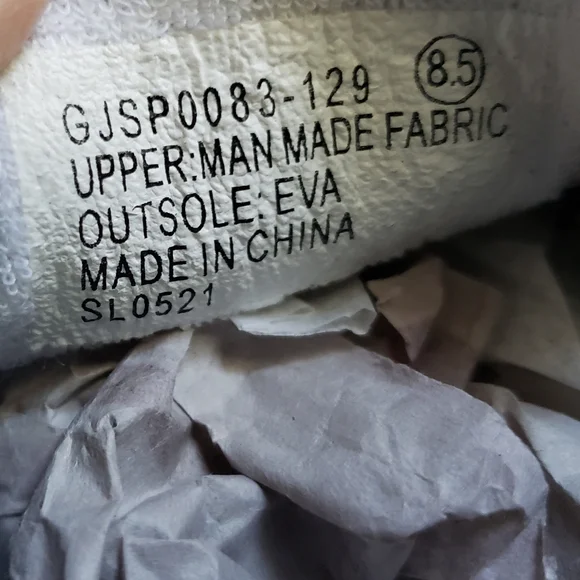 GJSP0083-129 8.5
UPPER:MAN MADE FABRIC
OUTSOLE: EVA
MADE IN CHINA
SL0521